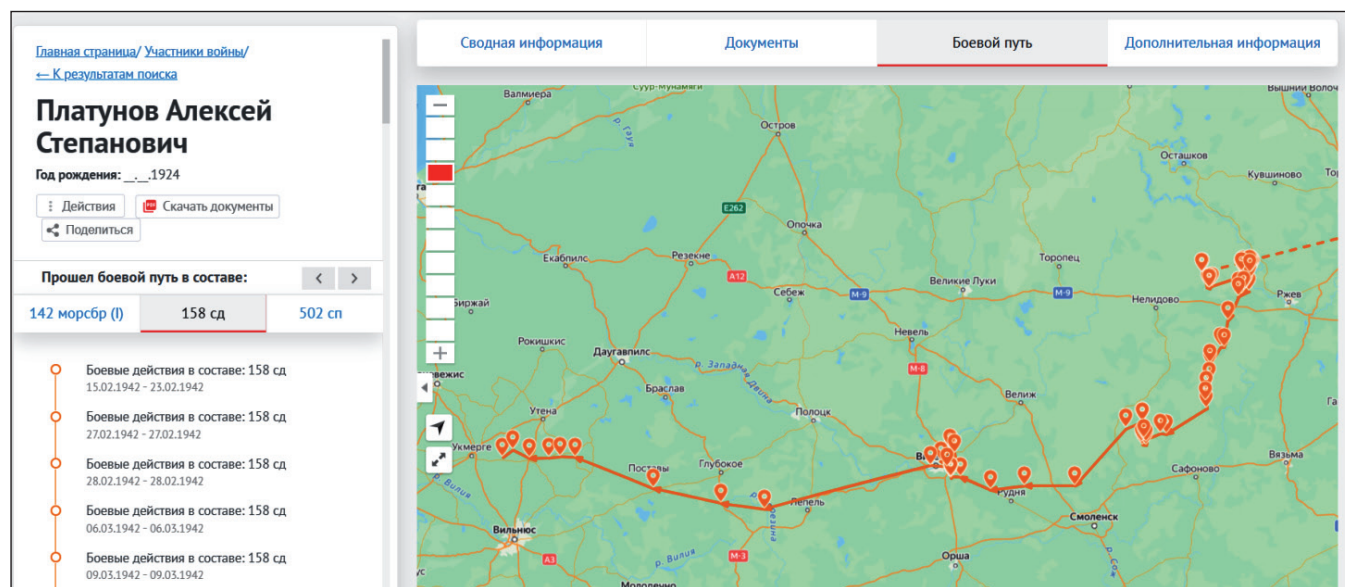 Главная страница/ Участники войны/
← К результатам поиска
Платунов Алексей
Степанович
Год рождения: __.__.1924
Действия
Скачать документы
Поделиться
Прошел боевой путь в составе:
142 морсбр (I)
158 сд
502 сп
Боевые действия в составе: 158 сд
15.02.1942 - 23.02.1942
Боевые действия в составе: 158 сд
27.02.1942 - 27.02.1942
Боевые действия в составе: 158 сд
28.02.1942 - 28.02.1942
Боевые действия в составе: 158 сд
06.03.1942 - 06.03.1942
Боевые действия в составе: 158 сд
09.03.1942 - 09.03.1942
Сводная информация
Документы
Боевой путь
Дополнительная информация
Валмиера
р. Гауя
Остров
Осташков
Кувшиново
E262
Опочка
Екабпилс
Резекне
A12
Себеж
М-9
Великие Луки
Торопец
М-9
Нелидово
Ржев
Рокишкис
Даугавпилс
Невель
р. Западная Двина
М-8
Браслав
Велиж
Полоцк
Утена
Укмерге
Поставы
Глубокое
Лепель
Рудня
Сафоново
Вязьма
Смоленск
р. Вилия
Вильнюс
A3
р. Вилия
М-3
Орша
р. Сож